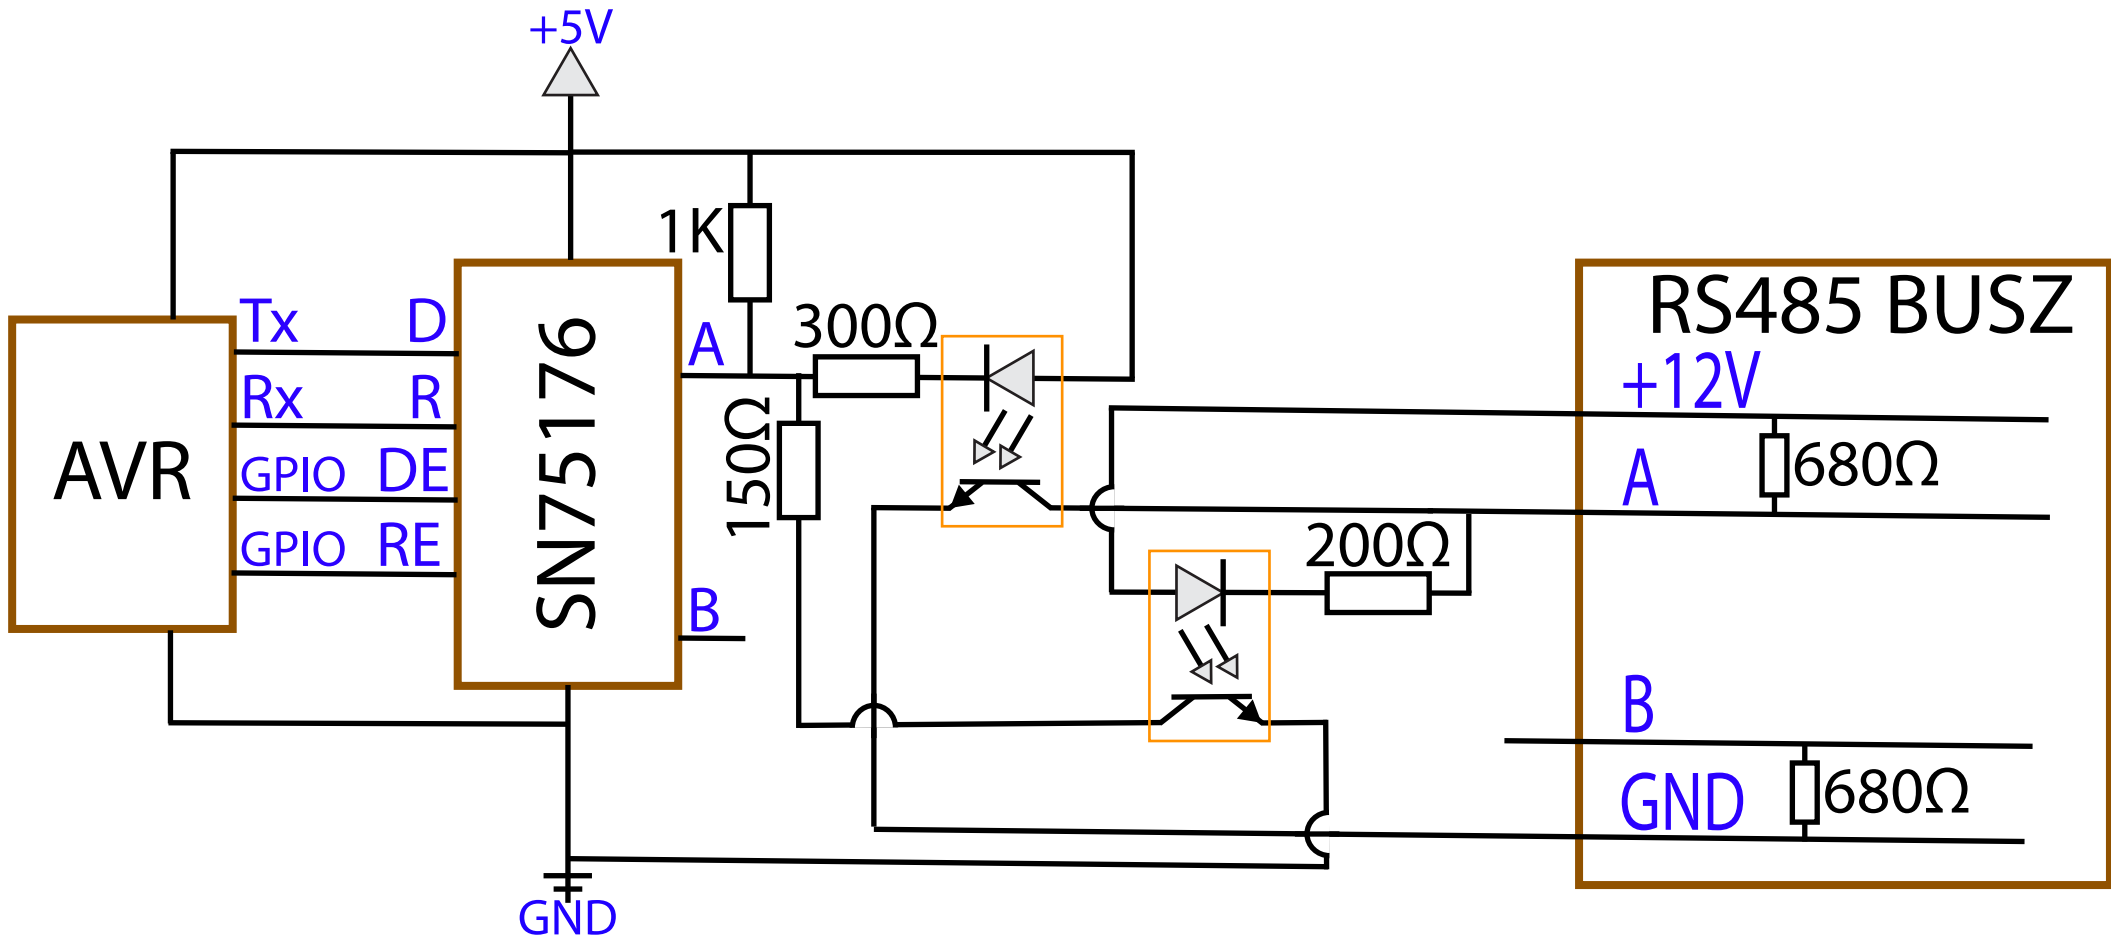 +5V
1K
Tx D
300Ω
RS485 BUSZ
+12V
A
Rx R
AVR
SN75176
150Ω
680Ω
A
GPIO DE
GPIO RE
200Ω
B
B
GND
680Ω
GND